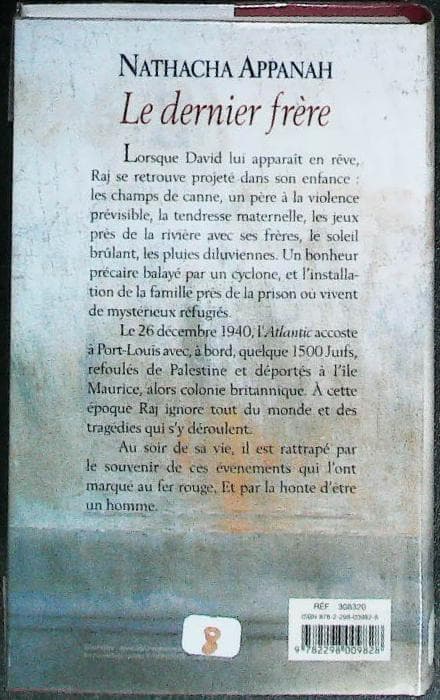 NATHACHA APPANAH
Le dernier frère
Lorsque David lui apparaît en rêve,
Raj se retrouve projeté dans son enfance :
les champs de canne, un père à la violence
prévisible, la tendresse maternelle, les jeux
près de la rivière avec ses frères, le soleil
brûlant, les pluies diluviennes. Un bonheur
précaire balayé par un cyclone, et l'installa-
tion de la famille près de la prison où vivent
de mystérieux réfugiés.
Le 26 décembre 1940, l'Atlantic accoste
à Port-Louis avec, à bord, quelque 1500 Juifs,
refoulés de Palestine et déportés à l'île
Maurice, alors colonie britannique. À cette
époque Raj ignore tout du monde et des
tragédies qui s'y déroulent.
Au soir de sa vie, il est rattrapé par
le souvenir de ces événements qui l'ont
marqué au fer rouge. Et par la honte d'être
un homme.
8
RÉF 308320
ISBN 978-2-298-00982-8
9 782298 009828